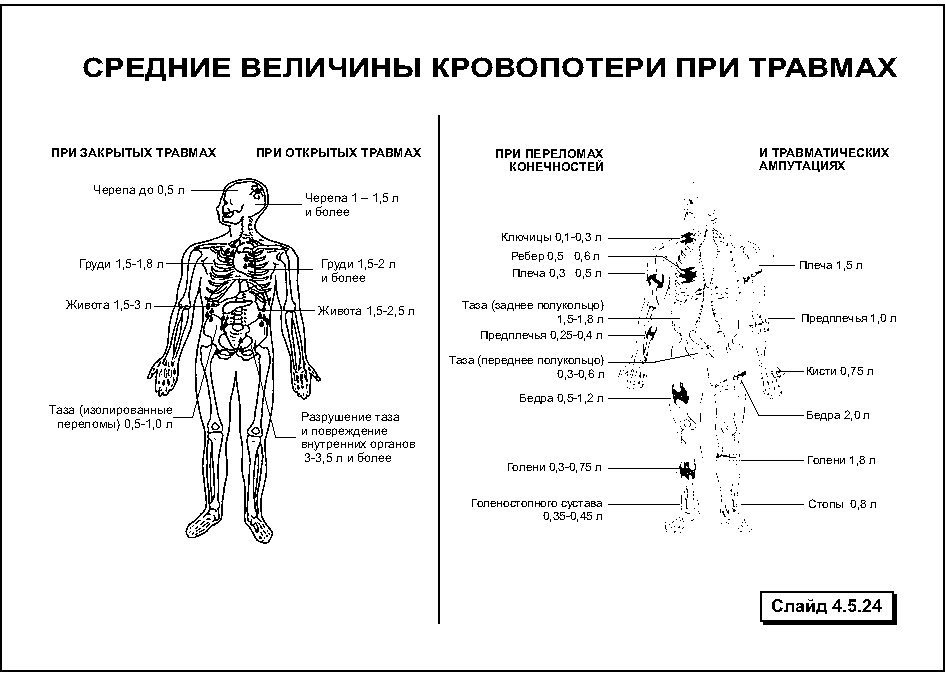 СРЕДНИЕ ВЕЛИЧИНЫ КРОВОПОТЕРИ ПРИ ТРАВМАХ
ПРИ ЗАКРЫТЫХ ТРАВМАХ
Черепа до 0,5 л
Груди 1,5-1,8 л
Живота 1,5-3 л
Таза (изолированные
переломы) 0,5-1,0 л
ПРИ ОТКРЫТЫХ ТРАВМАХ
Черепа 1 – 1,5 л
и более
Груди 1,5-2 л
и более
Живота 1,5-2,5 л
Разрушение таза
и повреждение
внутренних органов
3-3,5 л и более
ПРИ ПЕРЕЛОМАХ
КОНЕЧНОСТЕЙ
Ключицы 0,1-0,3 л
Ребер 0,5 0,6 л
Плеча 0,3 0,5 л
Таза (заднее полукольцо)
1,5-1,8 л
Предплечья 0,25-0,4 л
Таза (переднее полукольцо)
0,3-0,6 л
Бедра 0,5-1,2 л
Голени 0,3-0,75 л
Голеностопного сустава
0,35-0,45 л
И ТРАВМАТИЧЕСКИХ
АМПУТАЦИЯХ
Плеча 1,5 л
Предплечья 1,0 л
Кисти 0,75 л
Бедра 2,0 л
Голени 1,8 л
Стопы 0,8 л
Слайд 4.5.24